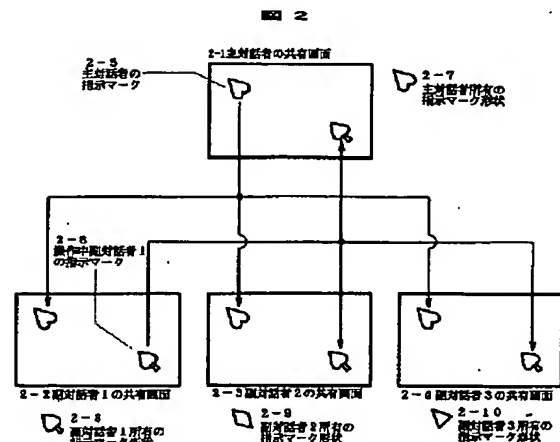 図 2
2-1主対話者の共有画面
2-5
主対話者の
指示マーク
2-7
主対話者所有の
指示マーク形状
2-6
操作中副対話者1
の指示マーク
2-2副対話者1の共有画面
2-3副対話者2の共有画面
2-4副対話者3の共有画面
2-8
副対話者1所有の
指示マーク形状
2-9
副対話者2所有の
指示マーク形状
2-10
副対話者3所有の
指示マーク形状